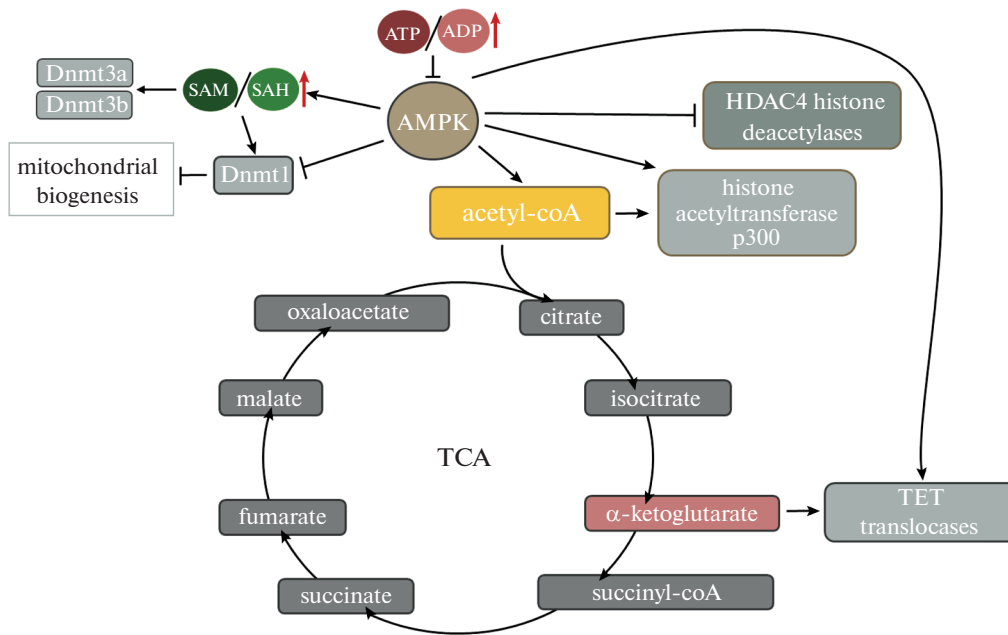 ATP / ADP
Dnmt3a
Dnmt3b
SAM / SAH
AMPK
HDAC4 histone
deacetylases
mitochondrial
biogenesis
Dnmt1
acetyl-coA
histone
acetyltransferase
p300
oxaloacetate
citrate
malate
isocitrate
TCA
fumarate
α-ketoglutarate
TET
translocases
succinate
succinyl-coA